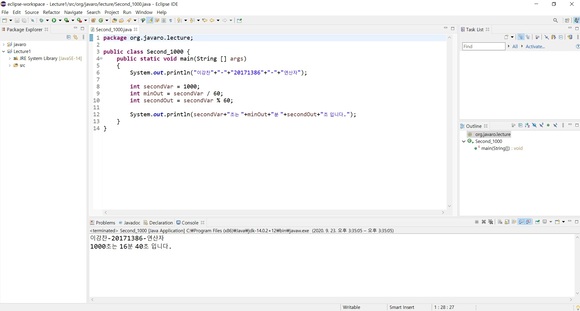 eclipse-workspace - Lecture1/src/org/javaro/lecture/Second_1000.java - Eclipse IDE
File Edit Source Refactor Navigate Search Project Run Window Help
Package Explorer
javaro
Lecture1
JRE System Library [JavaSE-14]
src
Second_1000.java
1 package org.javaro.lecture;
2
3 public class Second_1000 {
4 public static void main(String [] args)
5 {
6 System.out.println("이강찬"+"-"+"20171386"+"-"+"연산자");
7
8 int secondVar = 1000;
9 int minOut = secondVar / 60;
10 int secondOut = secondVar % 60;
11
12 System.out.println(secondVar+"초는 "+minOut+"분 "+secondOut+"초 입니다.");
13 }
14 }
Task List
Find
All
Activate...
Outline
org.javaro.lecture
Second_1000
main(String[]) : void
Problems Javadoc Declaration Console
<terminated> Second_1000 [Java Application] C:\Program Files (x86)\Java\jdk-14.0.2+12\bin\javaw.exe (2020. 9. 23. 오후 3:35:05 – 오후 3:35:05)
이강찬-20171386-연산자
1000초는 16분 40초 입니다.
Writable
Smart Insert
1 : 28 : 27